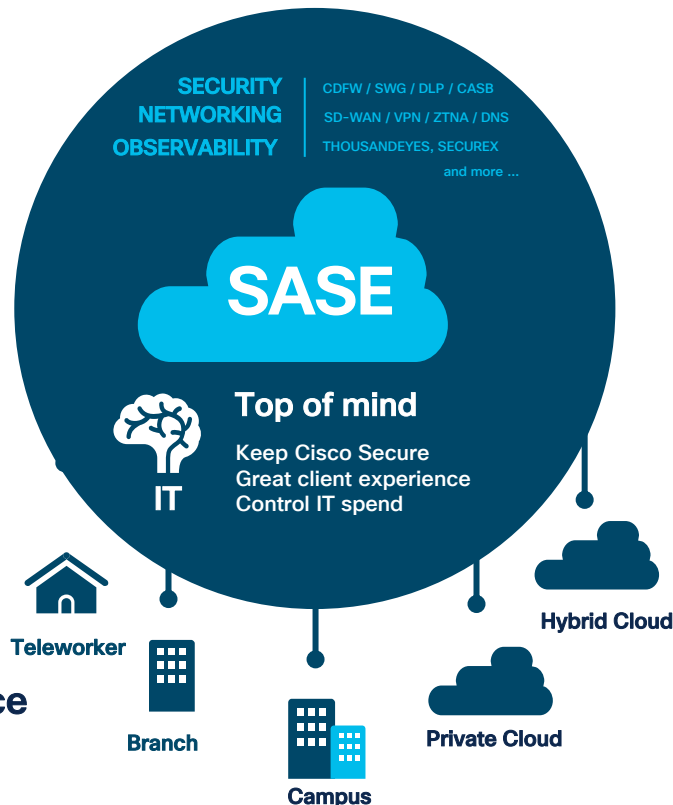 SECURITY
CDFW / SWG / DLP / CASB
NETWORKING
SD-WAN / VPN / ZTNA / DNS
OBSERVABILITY
THOUSANDEYES, SECUREX
and more ...
SASE
Top of mind
Keep Cisco Secure
Great client experience
Control IT spend
IT
Hybrid Cloud
Teleworker
ce
Private Cloud
Branch
Campus